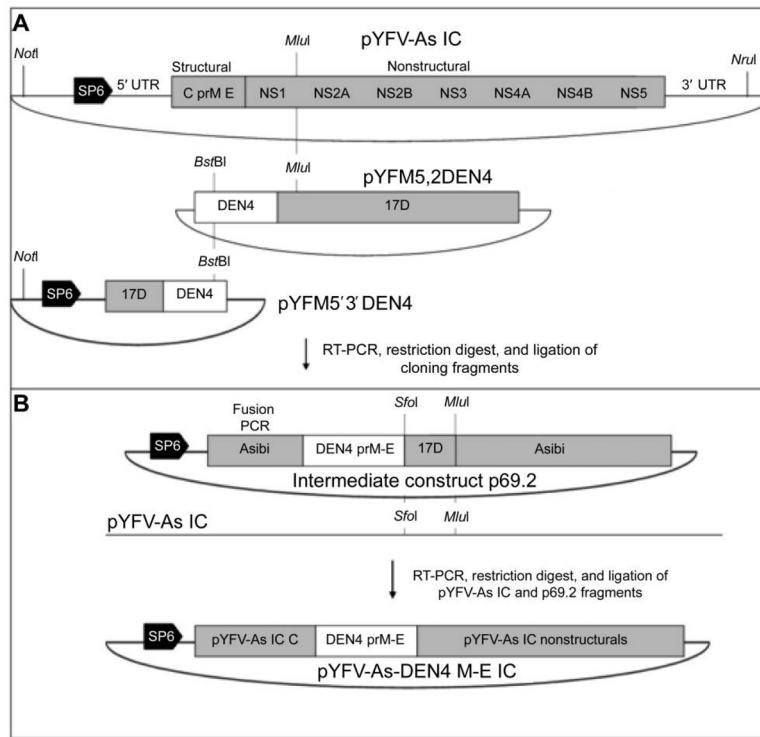 A
pYFV-As IC
NotI
MluI
NruI
SP6
5′ UTR
Structural
Nonstructural
3′ UTR
C prM E
NS1 NS2A NS2B NS3 NS4A NS4B NS5
BstBI
MluI
pYFM5,2DEN4
DEN4
17D
NotI
BstBI
SP6
17D
DEN4
pYFM5′3′DEN4
RT-PCR, restriction digest, and ligation of
cloning fragments
B
Fusion
PCR
SfoI
MluI
SP6
Asibi
DEN4 prM-E
17D
Asibi
Intermediate construct p69.2
pYFV-As IC
SfoI
MluI
RT-PCR, restriction digest, and ligation of
pYFV-As IC and p69.2 fragments
SP6
pYFV-As IC C
DEN4 prM-E
pYFV-As IC nonstructurals
pYFV-As-DEN4 M-E IC